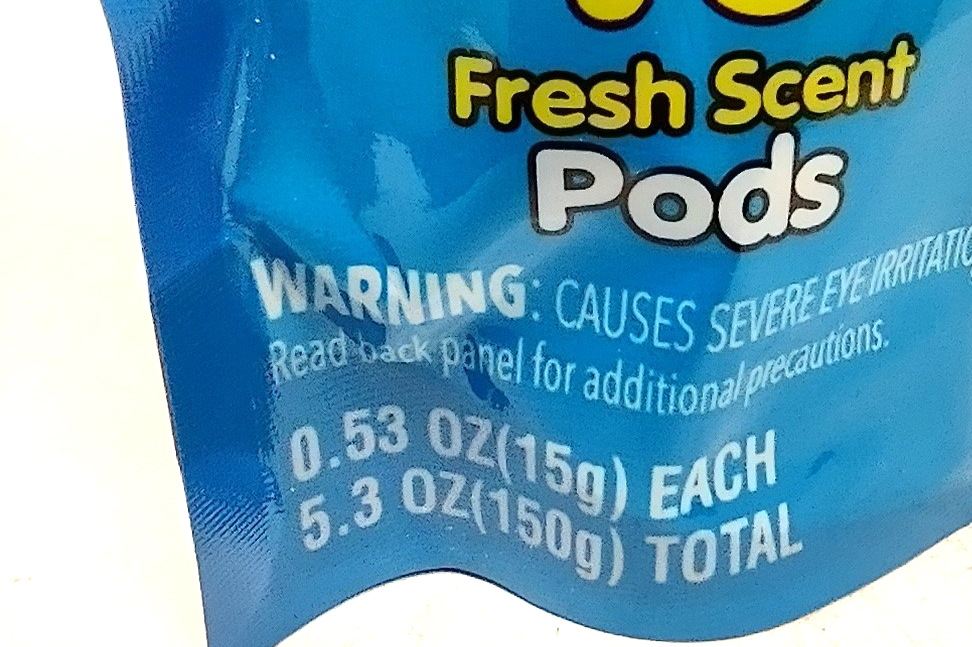 Fresh Scent
Pods
WARNING: CAUSES SEVERE EYE IRRITATIO
Read back panel for additional precautions.
0.53 OZ(15g) EACH
5.3 OZ(150g) TOTAL